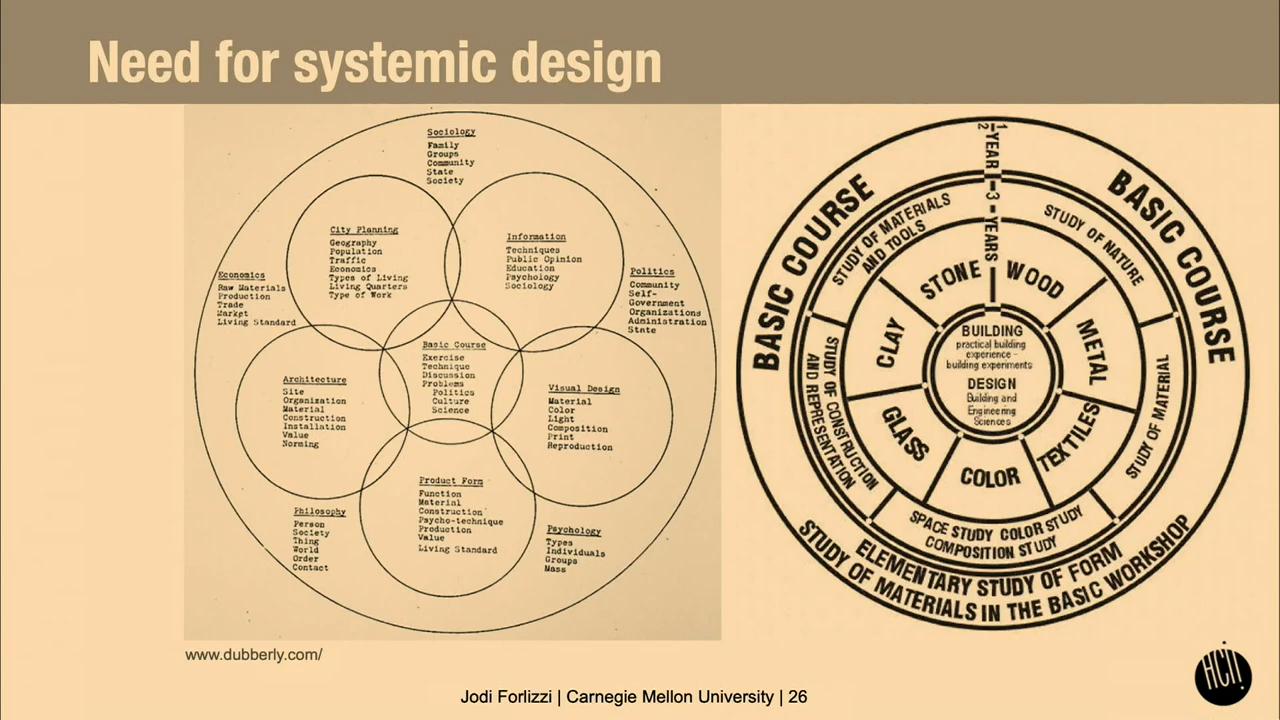 Need for systemic design
Sociology
Family
Groups
Community
State
Society
City Planning
Geography
Population
Traffic
Economics
Types of Living
Living Quarters
Type of Work
Information
Techniques
Public Opinion
Education
Psychology
Sociology
Economics
Raw Materials
Production
Trade
Market
Living Standard
Politics
Community
Self-
Government
Organizations
Administration
State
Basic Course
Exercise
Technique
Discussion
Problems
Politics
Culture
Science
Architecture
Site
Organization
Material
Construction
Installation
Value
Norming
Visual Design
Material
Color
Light
Composition
Print
Reproduction
Product Form
Function
Material
Construction
Psycho-technique
Production
Value
Living Standard
Philosophy
Person
Society
Thing
World
Order
Contact
Psychology
Types
Individuals
Groups
Mass
BASIC COURSE
BASIC COURSE
1/2 YEAR - 3 - YEARS
STUDY OF MATERIALS
AND TOOLS
STUDY OF NATURE
STONE
WOOD
CLAY
METAL
GLASS
TEXTILES
COLOR
BUILDING
practical building
experience -
building experiments
DESIGN
Building and
Engineering
Sciences
STUDY OF CONSTRUCTION
AND REPRESENTATION
STUDY OF MATERIAL
SPACE STUDY COLOR STUDY
COMPOSITION STUDY
ELEMENTARY STUDY OF FORM
STUDY OF MATERIALS IN THE BASIC WORKSHOP
www.dubberly.com/
Jodi Forlizzi | Carnegie Mellon University | 26
HCII